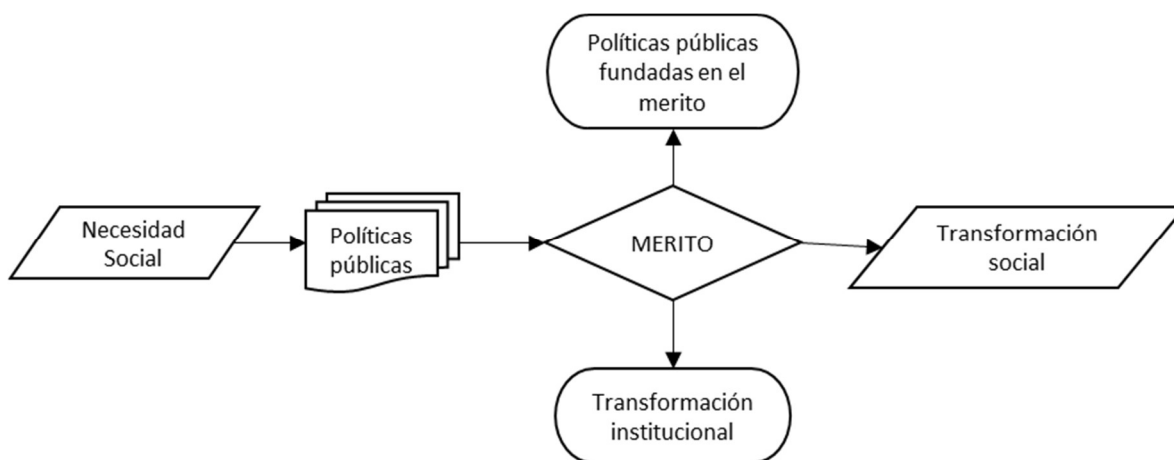 Políticas públicas
fundadas en el
merito
Necesidad
Social
Políticas
públicas
MERITO
Transformación
social
Transformación
institucional